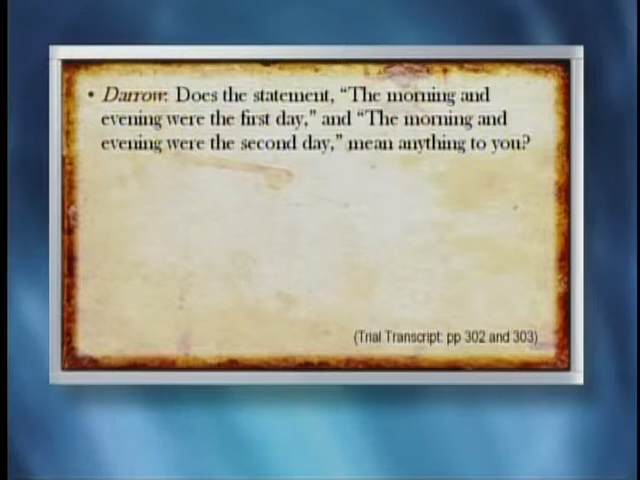 • Darrow: Does the statement, “The morning and
evening were the first day,” and “The morning and
evening were the second day,” mean anything to you?
(Trial Transcript: pp 302 and 303)